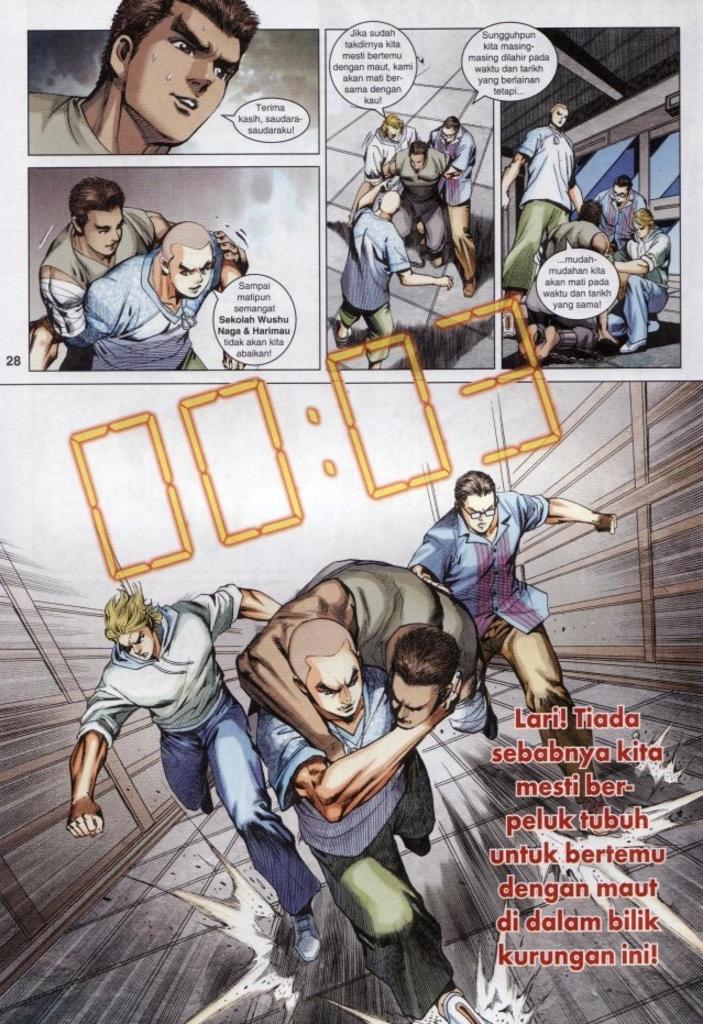 Terima
kasih, saudara-
saudaraku!
Jika sudah
takdirnya kita
mesti bertemu
dengan maut, kami
akan mati ber-
sama dengan
kau!
Sungguhpun
kita masing-
masing dilahir pada
waktu dan tarikh
yang berlainan
tetapi...
Sampai
matipun
semangat
Sekolah Wushu
Naga & Harimau
tidak akan kita
abaikan!
...mudah-
mudahan kita
akan mati pada
waktu dan tarikh
yang sama!
28
00:03
Lari! Tiada
sebabnya kita
mesti ber-
peluk tubuh
untuk bertemu
dengan maut
di dalam bilik
kurungan ini!